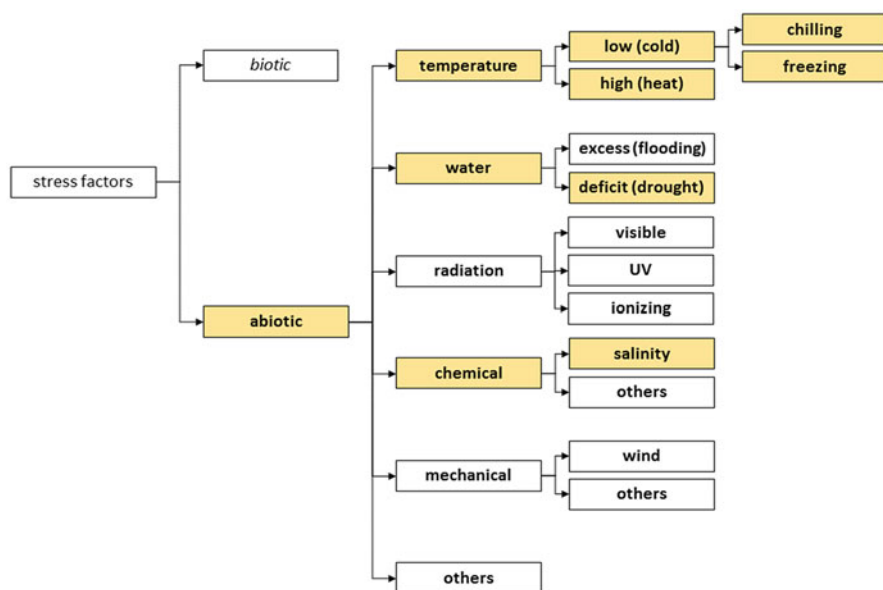 stress factors
biotic
abiotic
temperature
low (cold)
chilling
freezing
high (heat)
water
excess (flooding)
deficit (drought)
radiation
visible
UV
ionizing
chemical
salinity
others
mechanical
wind
others
others